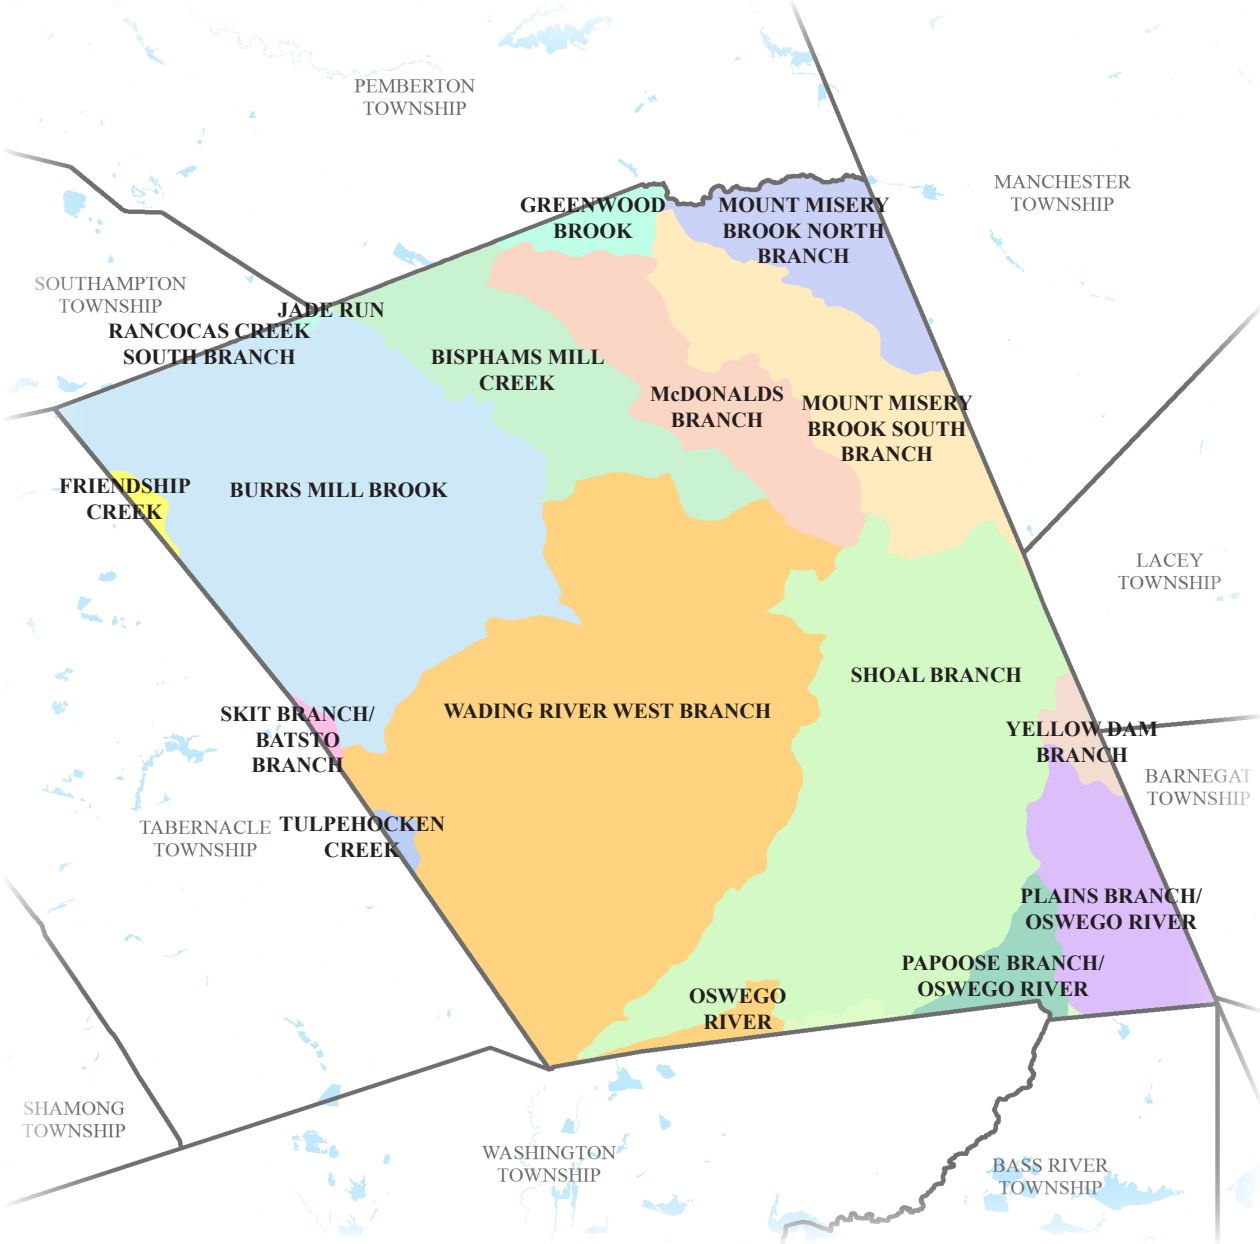 PEMBERTON
TOWNSHIP
MANCHESTER
TOWNSHIP
GREENWOOD
BROOK
MOUNT MISERY
BROOK NORTH
BRANCH
SOUTHAMPTON
TOWNSHIP
JADE RUN
RANCOCAS CREEK
SOUTH BRANCH
BISPHAMS MILL
CREEK
McDONALDS
BRANCH
MOUNT MISERY
BROOK SOUTH
BRANCH
FRIENDSHIP
CREEK
BURRS MILL BROOK
LACEY
TOWNSHIP
SHOAL BRANCH
SKIT BRANCH/
BATSTO
BRANCH
WADING RIVER WEST BRANCH
YELLOW DAM
BRANCH
BARNEGAT
TOWNSHIP
TABERNACLE
TOWNSHIP
TULPEHOCKEN
CREEK
PLAINS BRANCH/
OSWEGO RIVER
PAPOOSE BRANCH/
OSWEGO RIVER
OSWEGO
RIVER
SHAMONG
TOWNSHIP
WASHINGTON
TOWNSHIP
BASS RIVER
TOWNSHIP